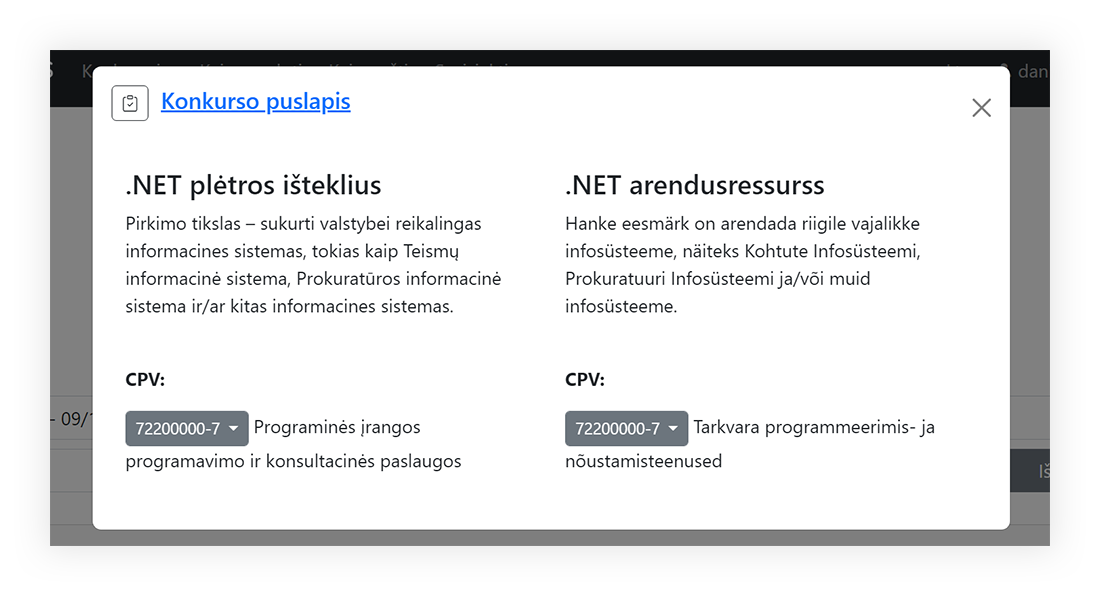 Konkurso puslapis
.NET plėtros išteklius
Pirkimo tikslas – sukurti valstybei reikalingas
informacines sistemas, tokias kaip Teismų
informacinė sistema, Prokuratūros informacinė
sistema ir/ar kitas informacines sistemas.
CPV:
72200000-7 Programinės įrangos
programavimo ir konsultacinės paslaugos
.NET arendusressurss
Hanke eesmärk on arendada riigile vajalikke
infosüsteeme, näiteks Kohtute Infosüsteemi,
Prokuratuuri Infosüsteemi ja/või muid
infosüsteeme.
CPV:
72200000-7 Tarkvara programmeerimis- ja
nõustamisteenused
dan
- 09/
Iš